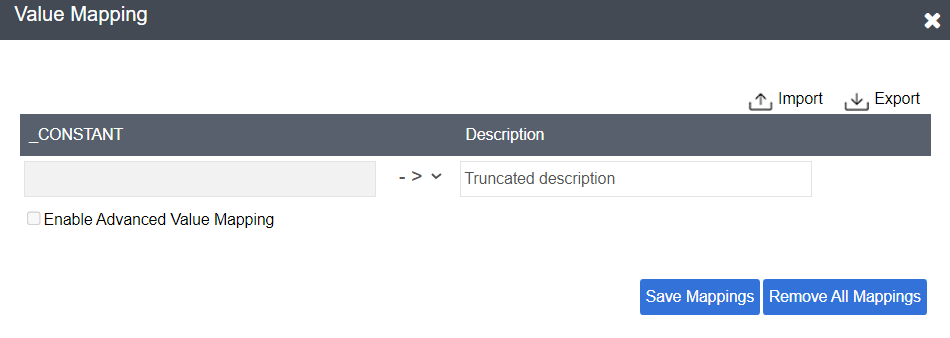 Value Mapping
Import Export
_CONSTANT Description
- > Truncated description
Enable Advanced Value Mapping
Save Mappings Remove All Mappings